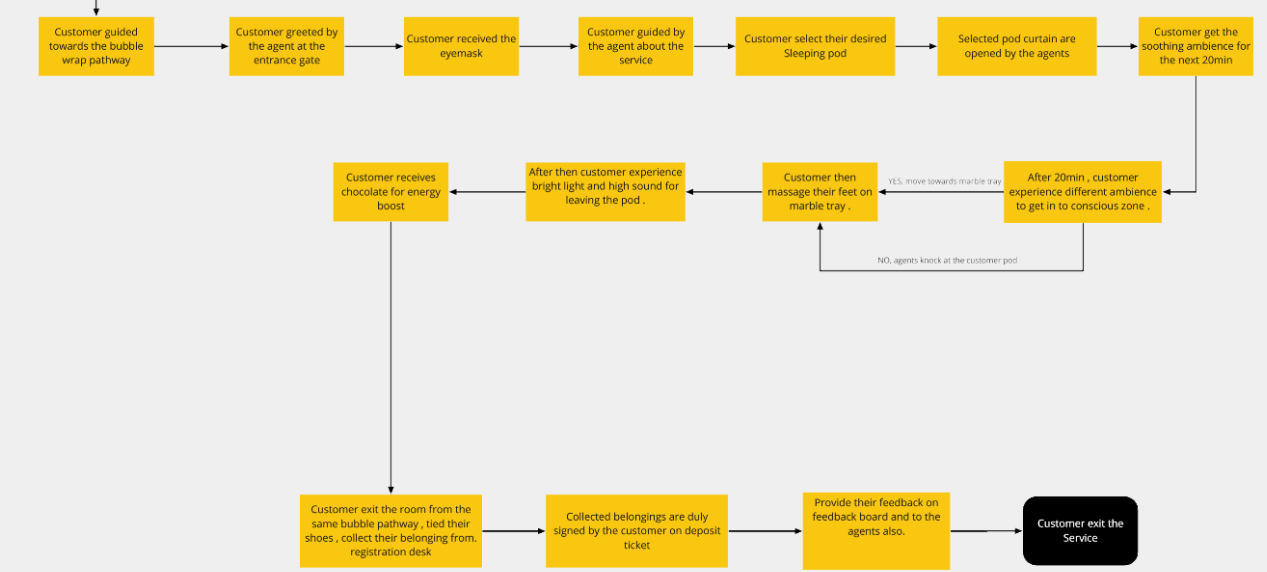 Customer guided
towards the bubble
wrap pathway
Customer greeted by
the agent at the
entrance gate
Customer received the
eyemask
Customer guided by
the agent about the
service
Customer select their desired
Sleeping pod
Selected pod curtain are
opened by the agents
Customer get the
soothing ambience for
the next 20min
After 20min , customer
experience different ambience
to get in to conscious zone .
YES, move towards marble tray
NO, agents knock at the customer pod
Customer then
massage their feet on
marble tray .
After then customer experience
bright light and high sound for
leaving the pod .
Customer receives
chocolate for energy
boost
Customer exit the room from the
same bubble pathway , tied their
shoes , collect their belonging from.
registration desk
Collected belongings are duly
signed by the customer on deposit
ticket
Provide their feedback on
feedback board and to the
agents also.
Customer exit the
Service